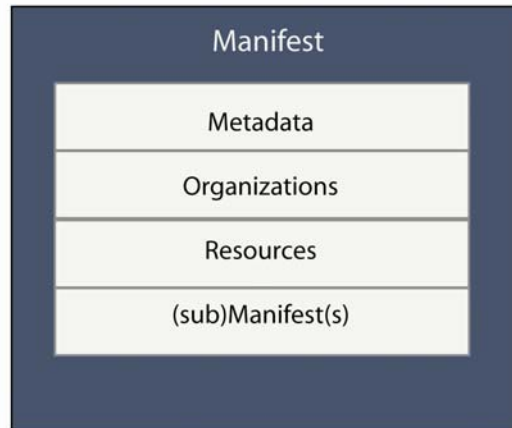 Manifest
Metadata
Organizations
Resources
(sub)Manifest(s)